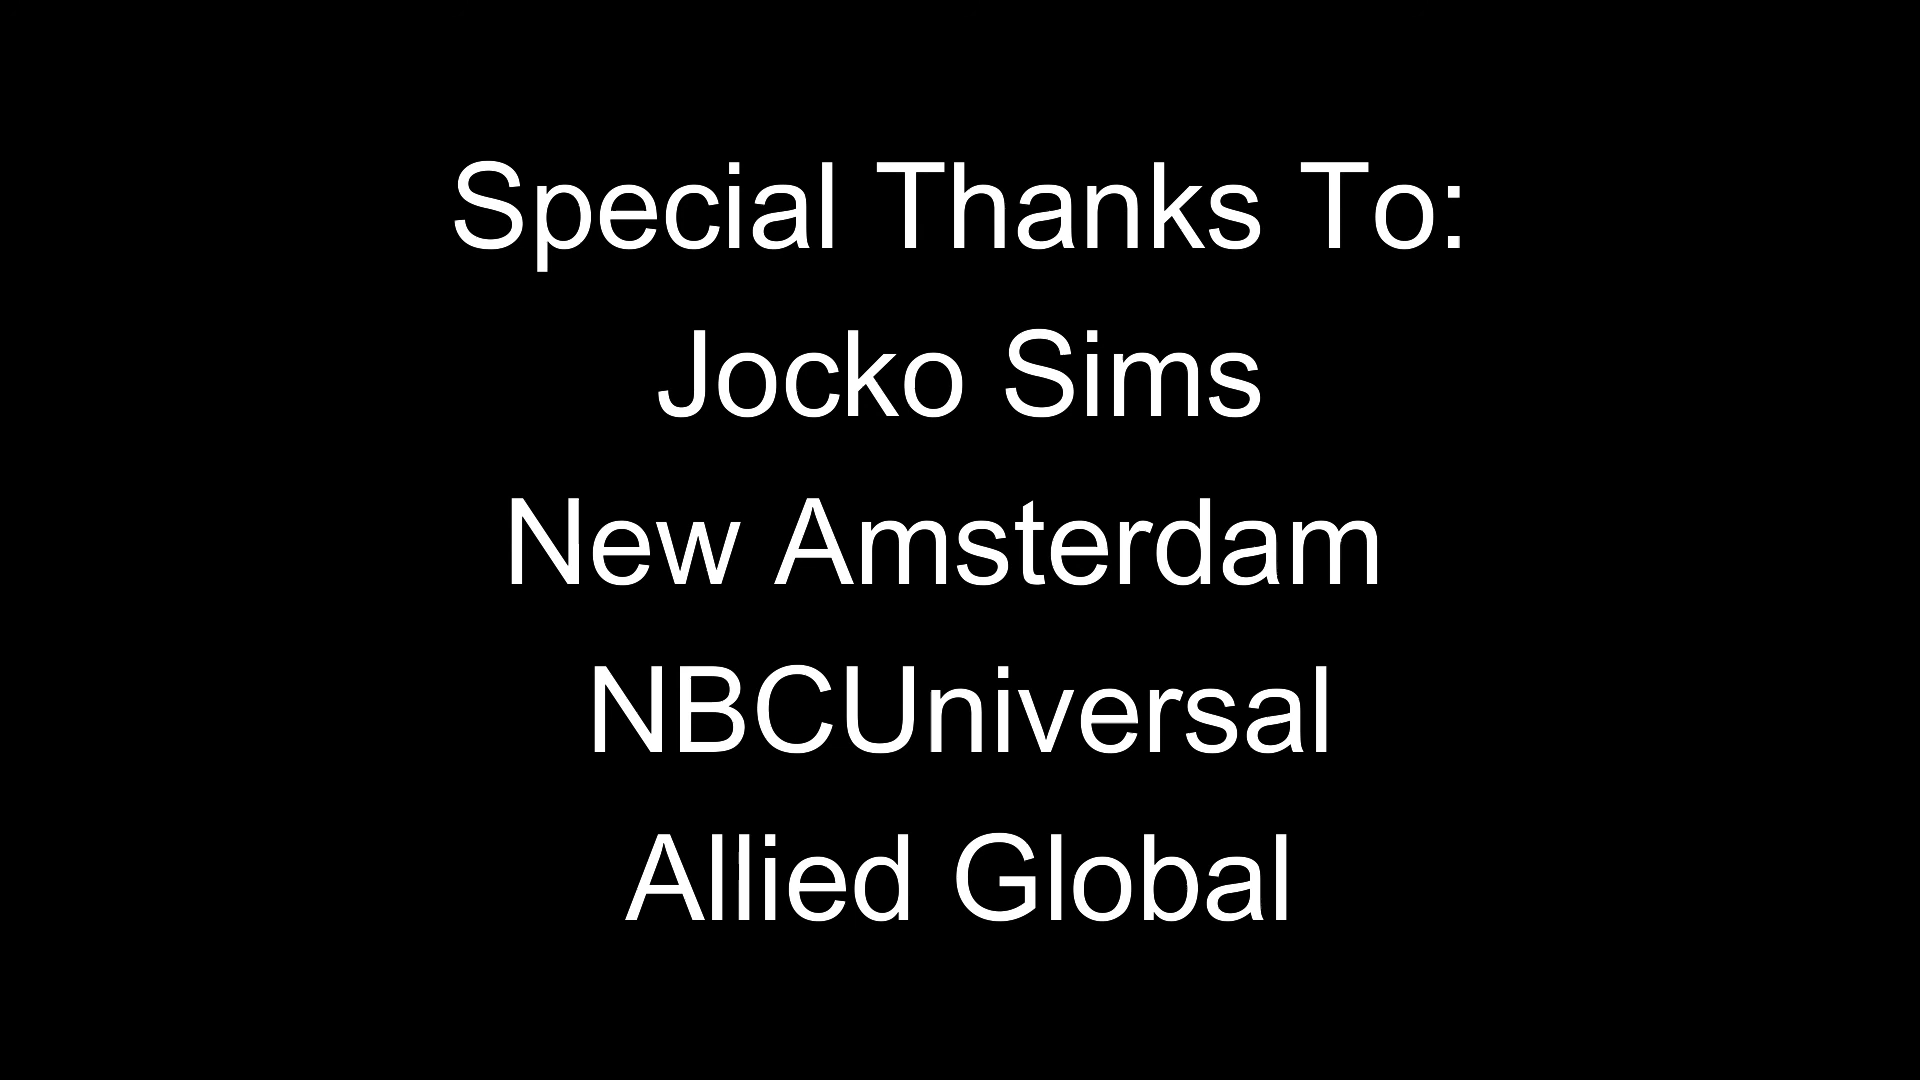 Special Thanks To:
Jocko Sims
New Amsterdam
NBCUniversal
Allied Global